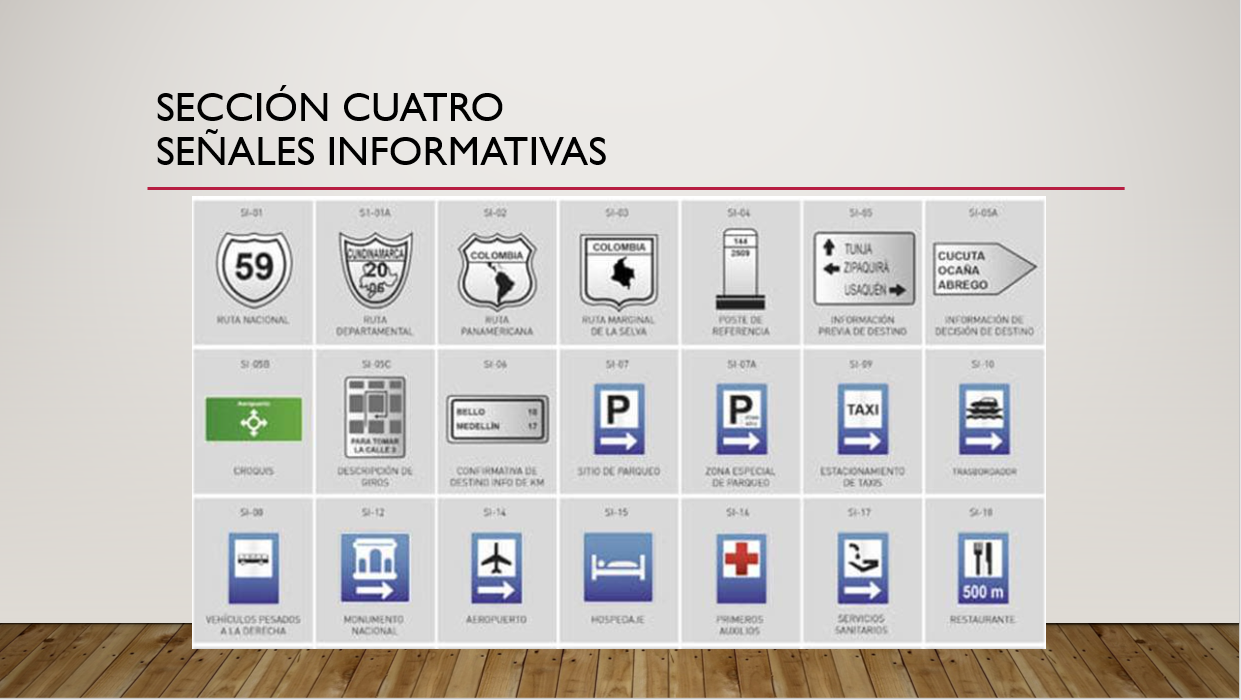 SECCIÓN CUATRO
SEÑALES INFORMATIVAS
SI-01
SI-01A
SI-02
SI-03
SI-04
SI-05
SI-05A
59
CUNDINAMARCA
20
COLOMBIA
COLOMBIA
144
2509
TUNJA
ZIPAQUIRÁ
USAQUÉN
CUCUTA
OCAÑA
ABREGO
RUTA NACIONAL
RUTA
DEPARTAMENTAL
RUTA
PANAMERICANA
RUTA MARGINAL
DE LA SELVA
POSTE DE
REFERENCIA
INFORMACIÓN
PREVIA DE DESTINO
INFORMACIÓN DE
DECISIÓN DE DESTINO
SI-05B
SI-05C
SI-06
SI-07
SI-07A
SI-09
SI-10
Aeropuerto
PARA TOMAR
LA CALLE 3
BELLO 10
MEDELLÍN 17
P
P
TAXI
CROQUIS
DESCRIPCIÓN DE
GIROS
CONFIRMATIVA DE
DESTINO INFO DE KM
SITIO DE PARQUEO
ZONA ESPECIAL
DE PARQUEO
ESTACIONAMIENTO
DE TAXIS
TRASBORDADOR
SI-08
SI-12
SI-14
SI-15
SI-16
SI-17
SI-18
500 m
VEHÍCULOS PESADOS
A LA DERECHA
MONUMENTO
NACIONAL
AEROPUERTO
HOSPEDAJE
PRIMEROS
AUXILIOS
SERVICIOS
SANITARIOS
RESTAURANTE